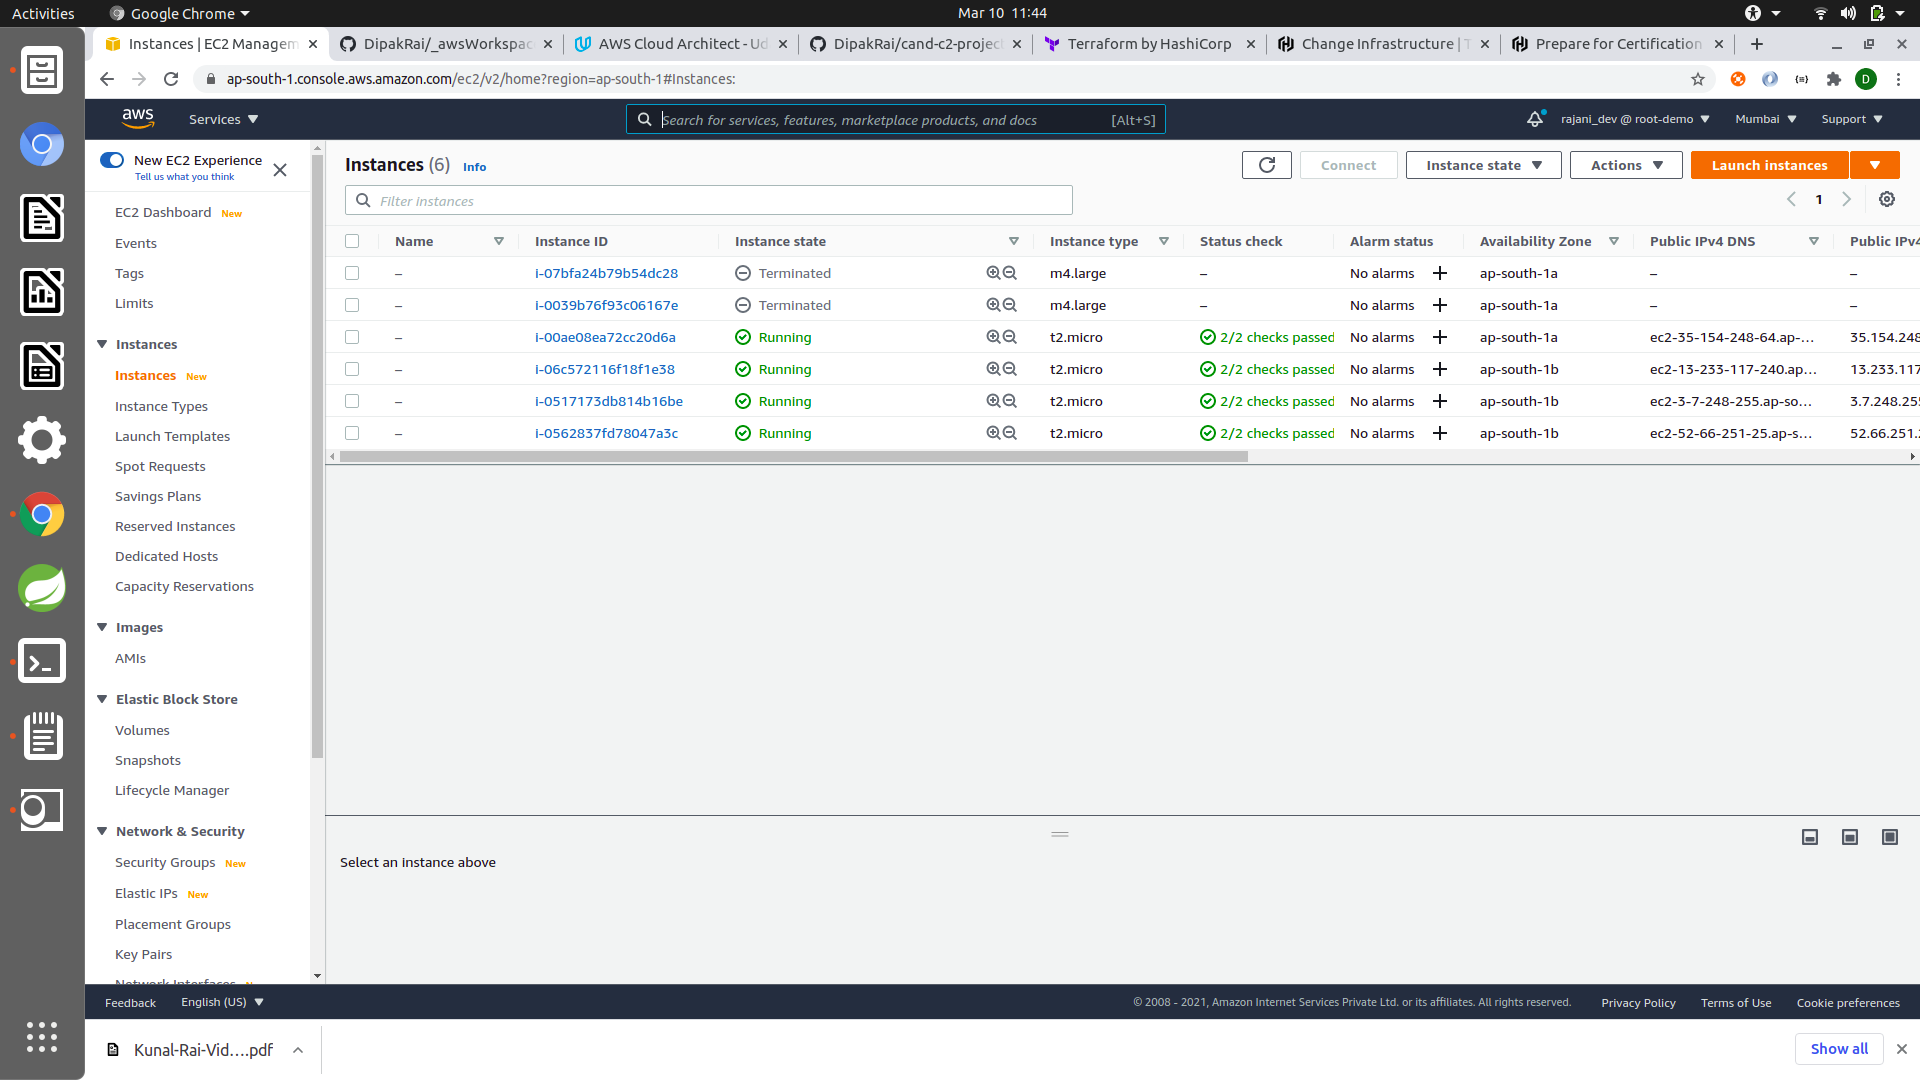 Activities Google Chrome Mar 10 11:44
Instances | EC2 Managem DipakRai/_awsWorkspac AWS Cloud Architect - Ud DipakRai/cand-c2-projec Terraform by HashiCorp Change Infrastructure | T Prepare for Certification
ap-south-1.console.aws.amazon.com/ec2/v2/home?region=ap-south-1#Instances: D
aws Services Search for services, features, marketplace products, and docs [Alt+S] rajani_dev @ root-demo Mumbai Support
New EC2 Experience
Tell us what you think
EC2 Dashboard New
Events
Tags
Limits
Instances
Instances New
Instance Types
Launch Templates
Spot Requests
Savings Plans
Reserved Instances
Dedicated Hosts
Capacity Reservations
Images
AMIs
Elastic Block Store
Volumes
Snapshots
Lifecycle Manager
Network & Security
Security Groups New
Elastic IPs New
Placement Groups
Key Pairs
Network Interfaces
Instances (6) Info Connect Instance state Actions Launch instances
Filter instances 1
Name Instance ID Instance state Instance type Status check Alarm status Availability Zone Public IPv4 DNS Public IPv4
– i-07bfa24b79b54dc28 Terminated m4.large – No alarms + ap-south-1a – –
– i-0039b76f93c06167e Terminated m4.large – No alarms + ap-south-1a – –
– i-00ae08ea72cc20d6a Running t2.micro 2/2 checks passed No alarms + ap-south-1a ec2-35-154-248-64.ap-... 35.154.248
– i-06c572116f18f1e38 Running t2.micro 2/2 checks passed No alarms + ap-south-1b ec2-13-233-117-240.ap... 13.233.117
– i-0517173db814b16be Running t2.micro 2/2 checks passed No alarms + ap-south-1b ec2-3-7-248-255.ap-so... 3.7.248.255
– i-0562837fd78047a3c Running t2.micro 2/2 checks passed No alarms + ap-south-1b ec2-52-66-251-25.ap-s... 52.66.251.
Select an instance above
Feedback English (US) © 2008 - 2021, Amazon Internet Services Private Ltd. or its affiliates. All rights reserved. Privacy Policy Terms of Use Cookie preferences
Kunal-Rai-Vid....pdf Show all